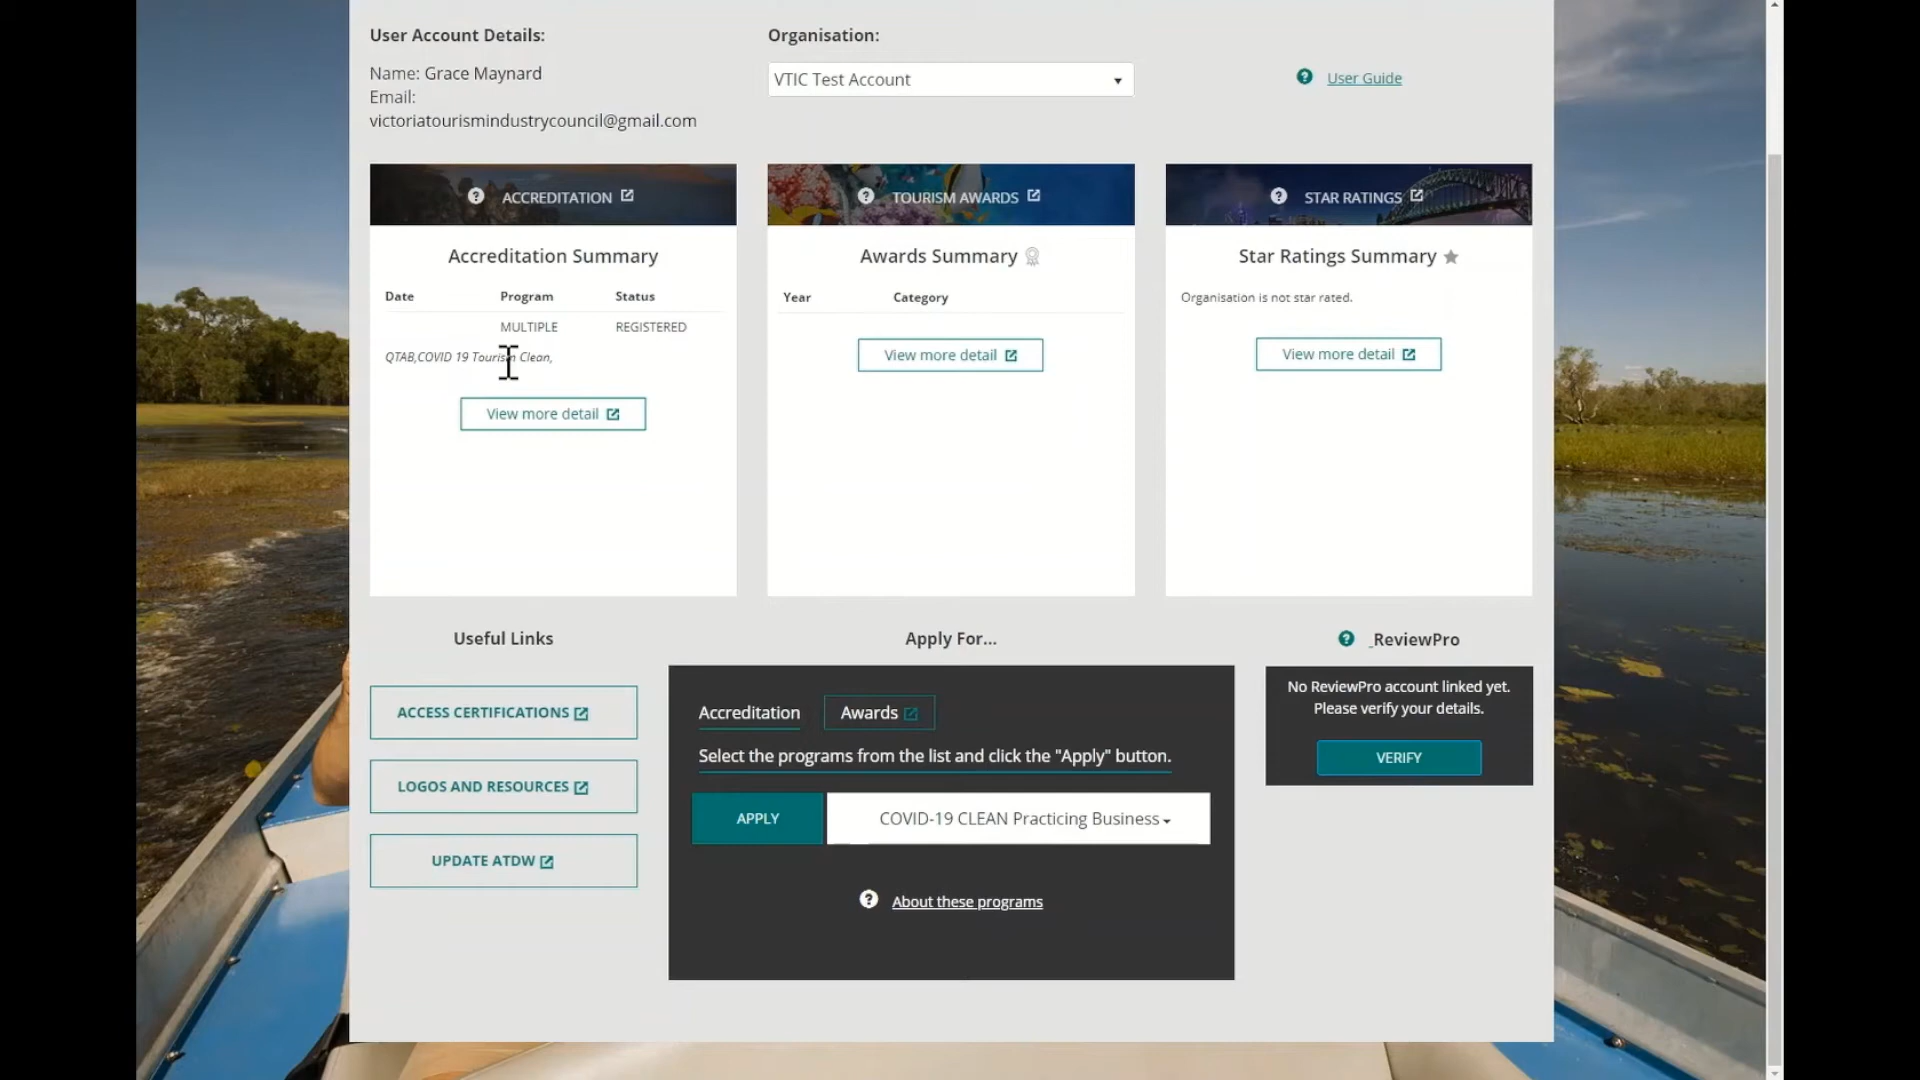 User Account Details:
Name: Grace Maynard
Email:
victoriatourismindustrycouncil@gmail.com
Organisation:
VTIC Test Account
User Guide
ACCREDITATION
Accreditation Summary
Date Program Status
MULTIPLE REGISTERED
QTAB,COVID 19 Tourism Clean,
View more detail
TOURISM AWARDS
Awards Summary
Year Category
View more detail
STAR RATINGS
Star Ratings Summary
Organisation is not star rated.
View more detail
Useful Links
ACCESS CERTIFICATIONS
LOGOS AND RESOURCES
UPDATE ATDW
Apply For...
Accreditation Awards
Select the programs from the list and click the "Apply" button.
APPLY COVID-19 CLEAN Practicing Business
About these programs
_ReviewPro
No ReviewPro account linked yet.
Please verify your details.
VERIFY